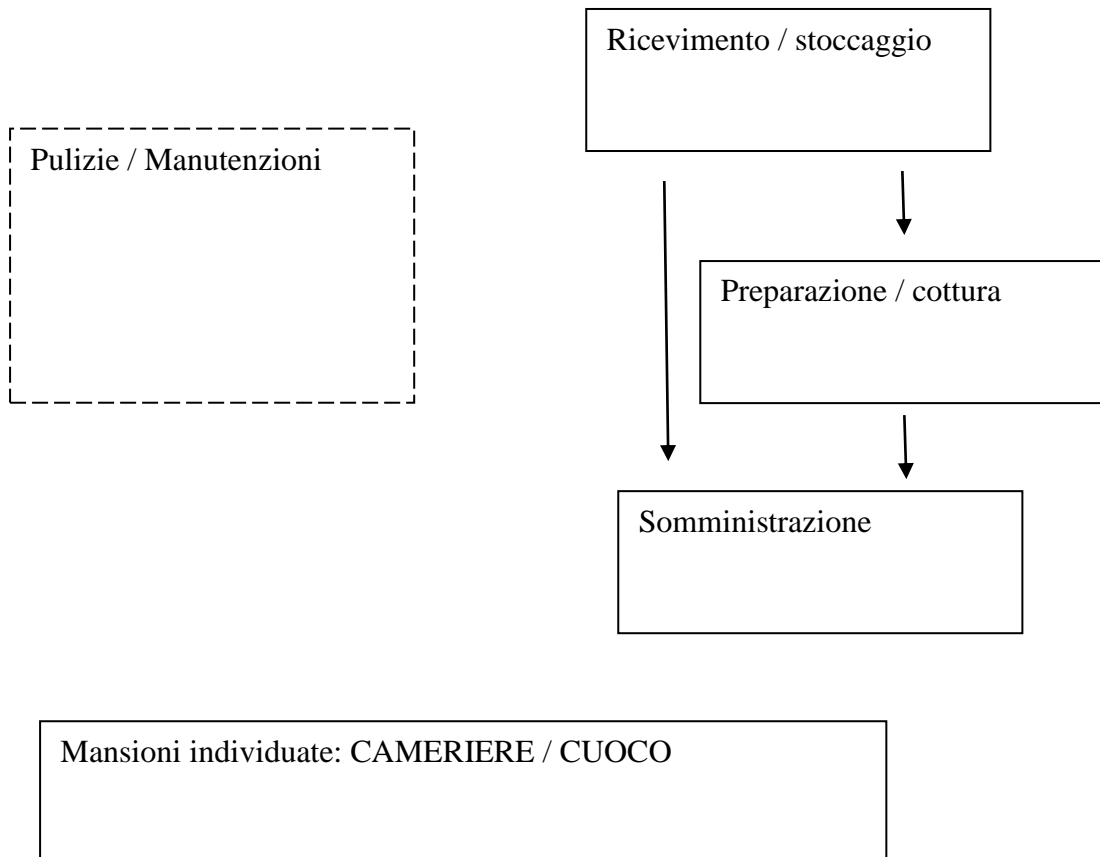 Ricevimento / stoccaggio
Pulizie / Manutenzioni
Preparazione / cottura
Somministrazione
Mansioni individuate: CAMERIERE / CUOCO